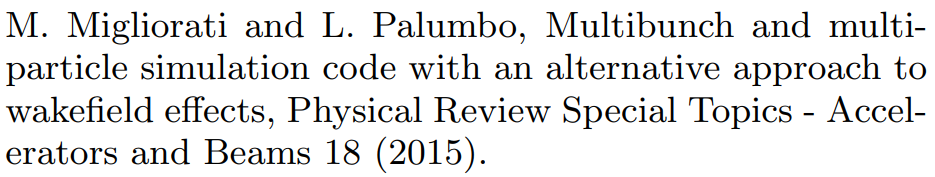 M. Migliorati and L. Palumbo, Multibunch and multi-
particle simulation code with an alternative approach to
wakefield effects, Physical Review Special Topics - Accel-
erators and Beams 18 (2015).